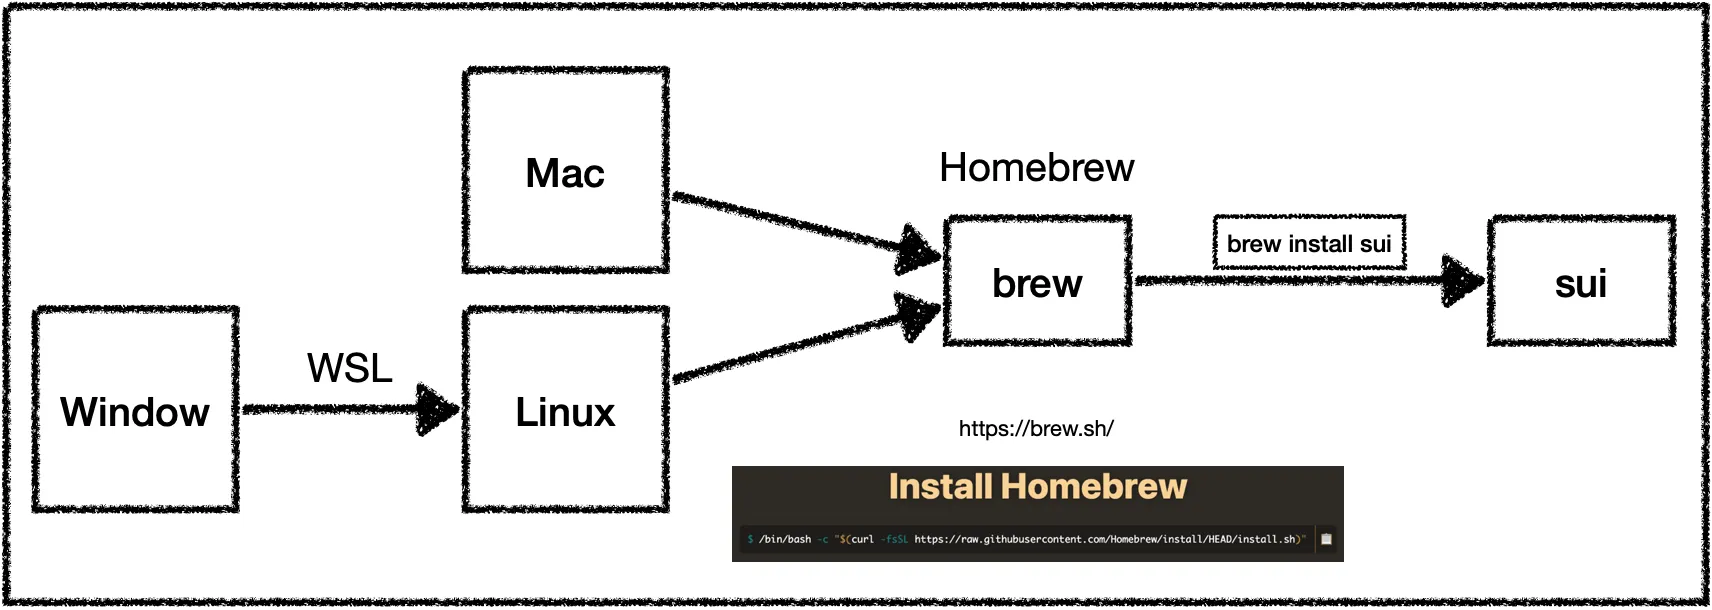 Mac
Homebrew
brew install sui
brew
sui
WSL
Window
Linux
https://brew.sh/
Install Homebrew
$ /bin/bash -c "$(curl -fsSL https://raw.githubusercontent.com/Homebrew/install/HEAD/install.sh)"